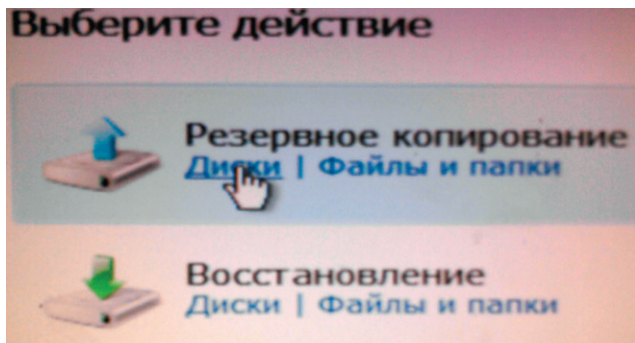 Выберите действие
Резервное копирование
Диски | Файлы и папки
Восстановление
Диски | Файлы и папки